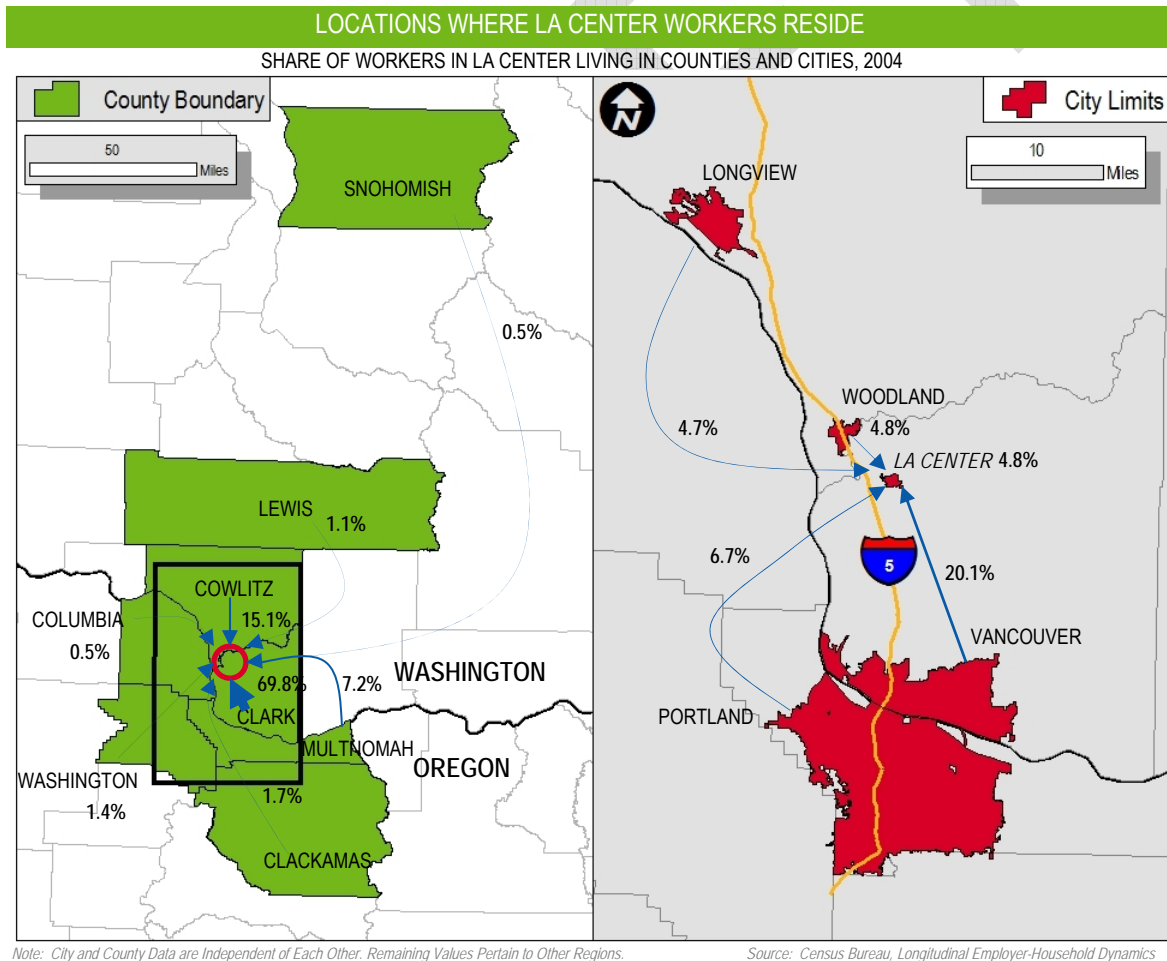 LOCATIONS WHERE LA CENTER WORKERS RESIDE
SHARE OF WORKERS IN LA CENTER LIVING IN COUNTIES AND CITIES, 2004
County Boundary
50
Miles
SNOHOMISH
0.5%
LEWIS
1.1%
COWLITZ
15.1%
COLUMBIA
0.5%
69.8%
7.2%
WASHINGTON
CLARK
MULTNOMAH
OREGON
WASHINGTON
1.4%
1.7%
CLACKAMAS
N
City Limits
10
Miles
LONGVIEW
WOODLAND
4.7%
4.8%
LA CENTER 4.8%
6.7%
5
20.1%
VANCOUVER
PORTLAND
Note: City and County Data are Independent of Each Other. Remaining Values Pertain to Other Regions.
Source: Census Bureau, Longitudinal Employer-Household Dynamics